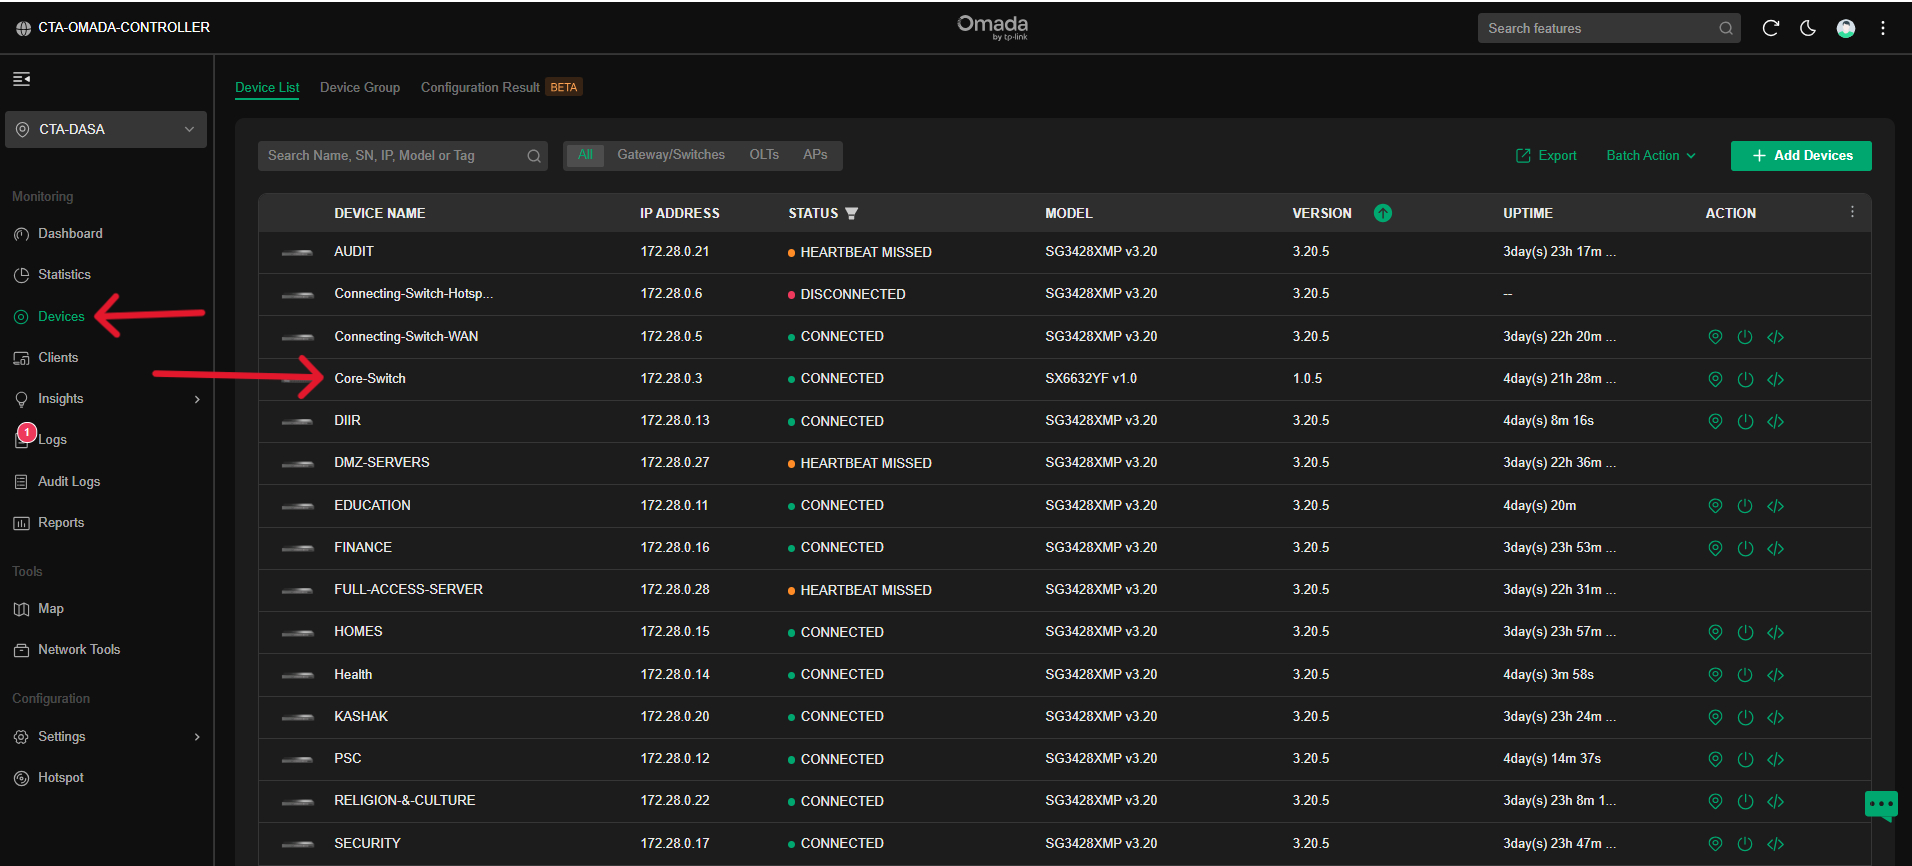 CTA-OMADA-CONTROLLER
Omada
by tp-link
Search features
Device List Device Group Configuration Result BETA
CTA-DASA
Search Name, SN, IP, Model or Tag All Gateway/Switches OLTs APs Export Batch Action + Add Devices
Monitoring
Dashboard
Statistics
Devices
Clients
Insights
1
Logs
Audit Logs
Reports
Tools
Map
Network Tools
Configuration
Settings
Hotspot
DEVICE NAME IP ADDRESS STATUS MODEL VERSION UPTIME ACTION
AUDIT 172.28.0.21 HEARTBEAT MISSED SG3428XMP v3.20 3.20.5 3day(s) 23h 17m ...
Connecting-Switch-Hotsp... 172.28.0.6 DISCONNECTED SG3428XMP v3.20 3.20.5 --
Connecting-Switch-WAN 172.28.0.5 CONNECTED SG3428XMP v3.20 3.20.5 3day(s) 22h 20m ...
Core-Switch 172.28.0.3 CONNECTED SX6632YF v1.0 1.0.5 4day(s) 21h 28m ...
DIIR 172.28.0.13 CONNECTED SG3428XMP v3.20 3.20.5 4day(s) 8m 16s
DMZ-SERVERS 172.28.0.27 HEARTBEAT MISSED SG3428XMP v3.20 3.20.5 3day(s) 22h 36m ...
EDUCATION 172.28.0.11 CONNECTED SG3428XMP v3.20 3.20.5 4day(s) 20m
FINANCE 172.28.0.16 CONNECTED SG3428XMP v3.20 3.20.5 3day(s) 23h 53m ...
FULL-ACCESS-SERVER 172.28.0.28 HEARTBEAT MISSED SG3428XMP v3.20 3.20.5 3day(s) 22h 31m ...
HOMES 172.28.0.15 CONNECTED SG3428XMP v3.20 3.20.5 3day(s) 23h 57m ...
Health 172.28.0.14 CONNECTED SG3428XMP v3.20 3.20.5 4day(s) 3m 58s
KASHAK 172.28.0.20 CONNECTED SG3428XMP v3.20 3.20.5 3day(s) 23h 24m ...
PSC 172.28.0.12 CONNECTED SG3428XMP v3.20 3.20.5 4day(s) 14m 37s
RELIGION-&-CULTURE 172.28.0.22 CONNECTED SG3428XMP v3.20 3.20.5 3day(s) 23h 8m 1...
SECURITY 172.28.0.17 CONNECTED SG3428XMP v3.20 3.20.5 3day(s) 23h 47m ...